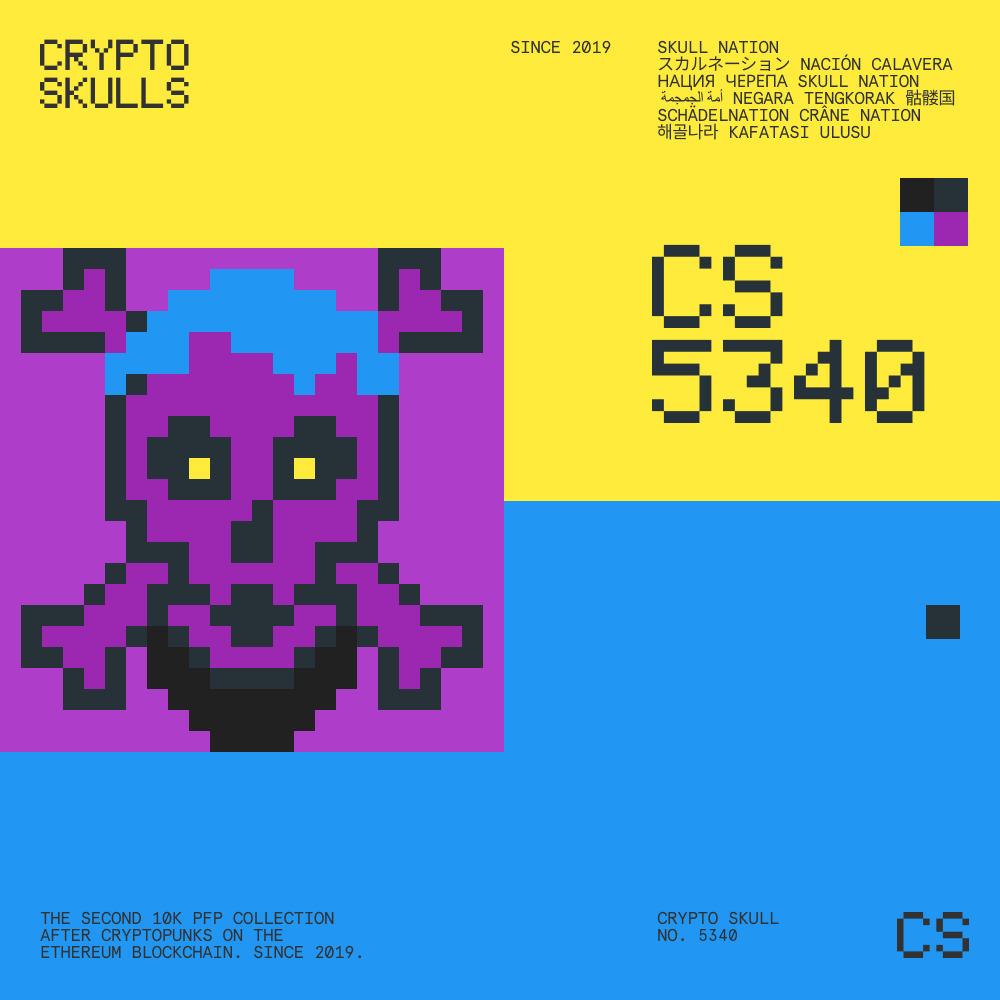 CRYPTO
SKULLS
SINCE 2019
SKULL NATION
スカルネーション NACIÓN CALAVERA
НАЦИЯ ЧЕРЕПА SKULL NATION
أمة الجمجمة NEGARA TENGKORAK 骷髅国
SCHÄDELNATION CRÂNE NATION
해골나라 KAFATASI ULUSU
CS
5340
THE SECOND 10K PFP COLLECTION
AFTER CRYPTOPUNKS ON THE
ETHEREUM BLOCKCHAIN. SINCE 2019.
CRYPTO SKULL
NO. 5340
CS